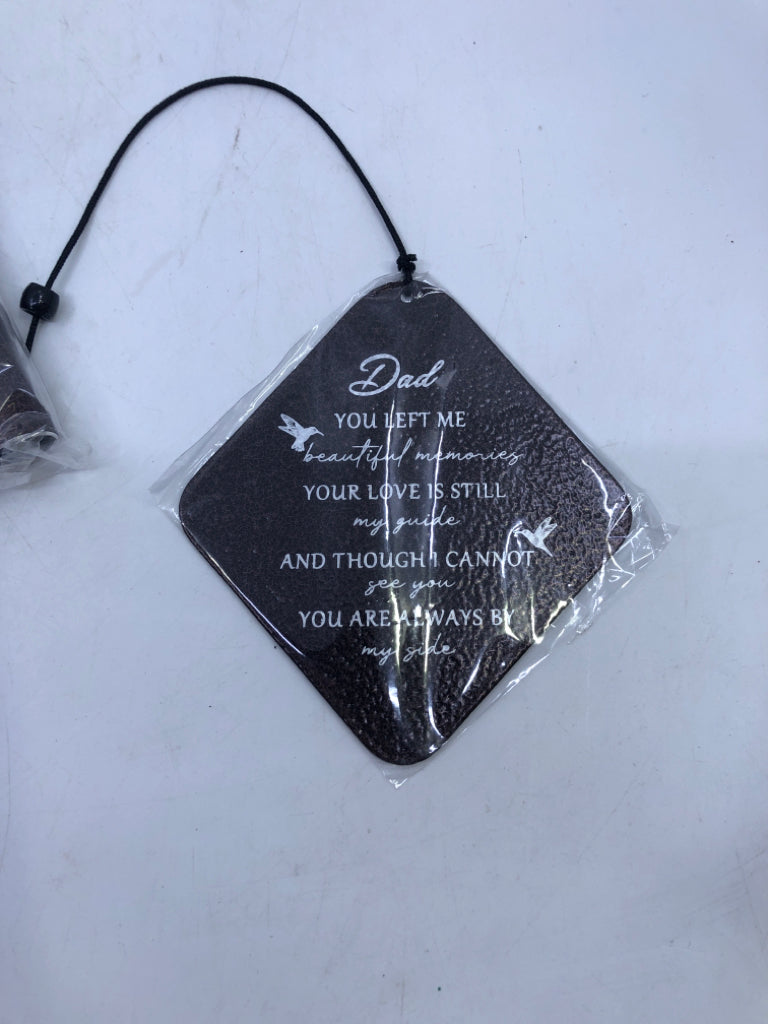 Dad
YOU LEFT ME
beautiful memories
YOUR LOVE IS STILL
my guide
AND THOUGH I CANNOT
see you
YOU ARE ALWAYS BY
my side